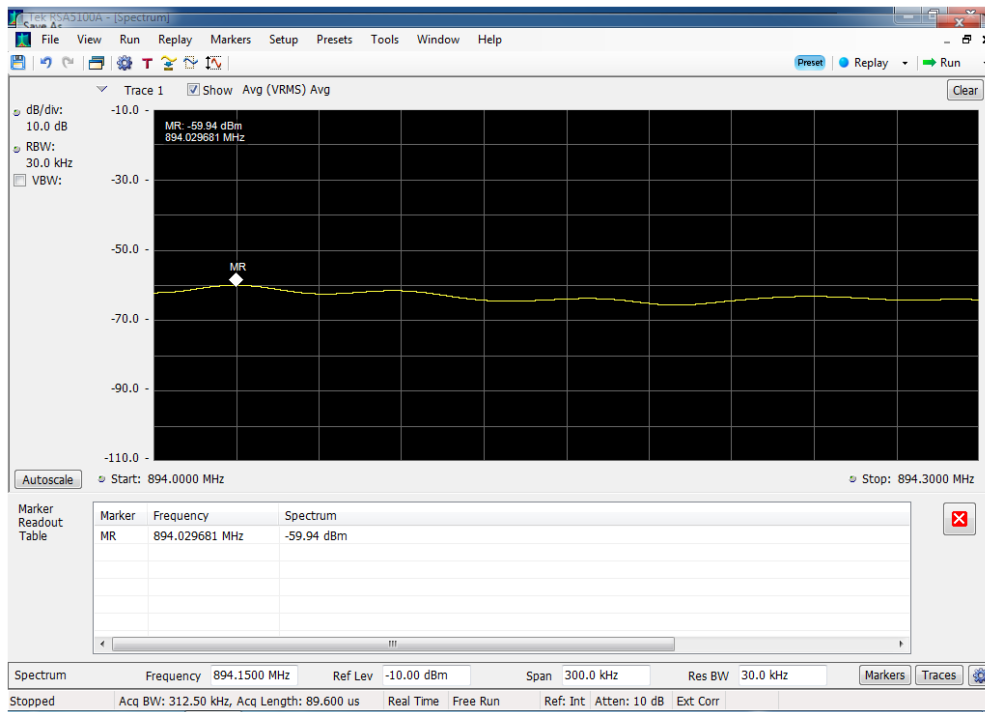 Tek RSA5100A - [Spectrum]
Save As
File View Run Replay Markers Setup Presets Tools Window Help
T Preset Replay Run
Trace 1 Show Avg (VRMS) Avg Clear
dB/div: -10.0 -
10.0 dB MR: -59.94 dBm
894.029681 MHz
RBW:
30.0 kHz
VBW: -30.0 -
-50.0 -
MR
-70.0 -
-90.0 -
-110.0 -
Autoscale Start: 894.0000 MHz Stop: 894.3000 MHz
Marker Readout Table
Marker Frequency Spectrum
MR 894.029681 MHz -59.94 dBm
Spectrum Frequency 894.1500 MHz Ref Lev -10.00 dBm Span 300.0 kHz Res BW 30.0 kHz Markers Traces
Stopped Acq BW: 312.50 kHz, Acq Length: 89.600 us Real Time Free Run Ref: Int Atten: 10 dB Ext Corr